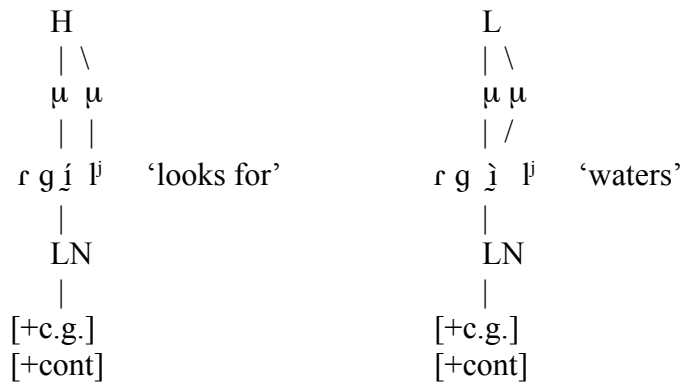 H L
| \ | \
μ μ μ μ
| | | /
ɾ g ḭ́ lʲ ‘looks for’ ɾ g ḭ̀ lʲ ‘waters’
| |
LN LN
| |
[+c.g.] [+c.g.]
[+cont] [+cont]